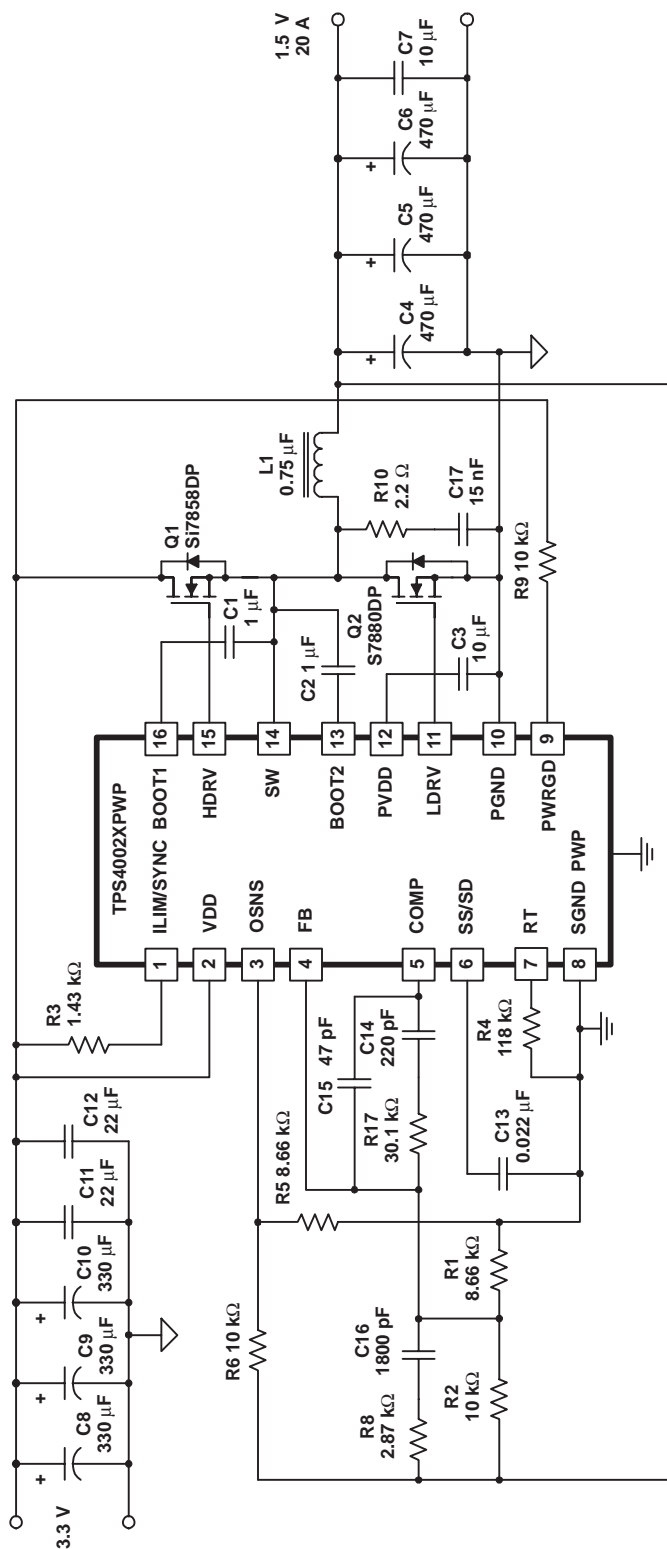 3.3 V
C8
330 µF
+
C9
330 µF
+
C10
330 µF
+
C11
22 µF
C12
22 µF
R3
1.43 kΩ
TPS4002XPWP
1
ILIM/SYNC
BOOT1
16
2
VDD
HDRV
15
3
OSNS
SW
14
4
FB
BOOT2
13
PVDD
12
5
COMP
LDRV
11
6
SS/SD
PGND
10
7
RT
PWRGD
9
8
SGND
PWP
R6 10 kΩ
R5 8.66 kΩ
C15
47 pF
R17
30.1 kΩ
C14
220 pF
R8
2.87 kΩ
C16
1800 pF
R2
10 kΩ
R1
8.66 kΩ
C13
0.022 µF
R4
118 kΩ
C1
1 µF
Q1
Si7858DP
C2 1 µF
Q2
S7880DP
C3
10 µF
L1
0.75 µF
R10
2.2 Ω
C17
15 nF
R9 10 kΩ
C4
470 µF
+
C5
470 µF
+
C6
470 µF
+
C7
10 µF
1.5 V
20 A